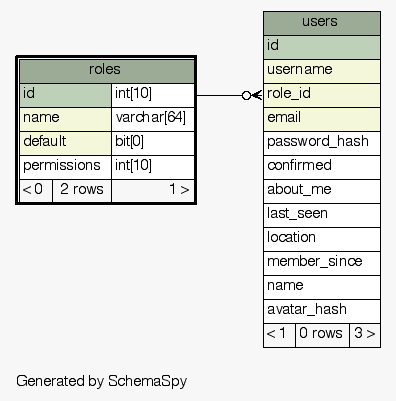 roles
id int[10]
name varchar[64]
default bit[0]
permissions int[10]
< 0 2 rows 1 >
users
id
username
role_id
email
password_hash
confirmed
about_me
last_seen
location
member_since
name
avatar_hash
< 1 0 rows 3 >
Generated by SchemaSpy